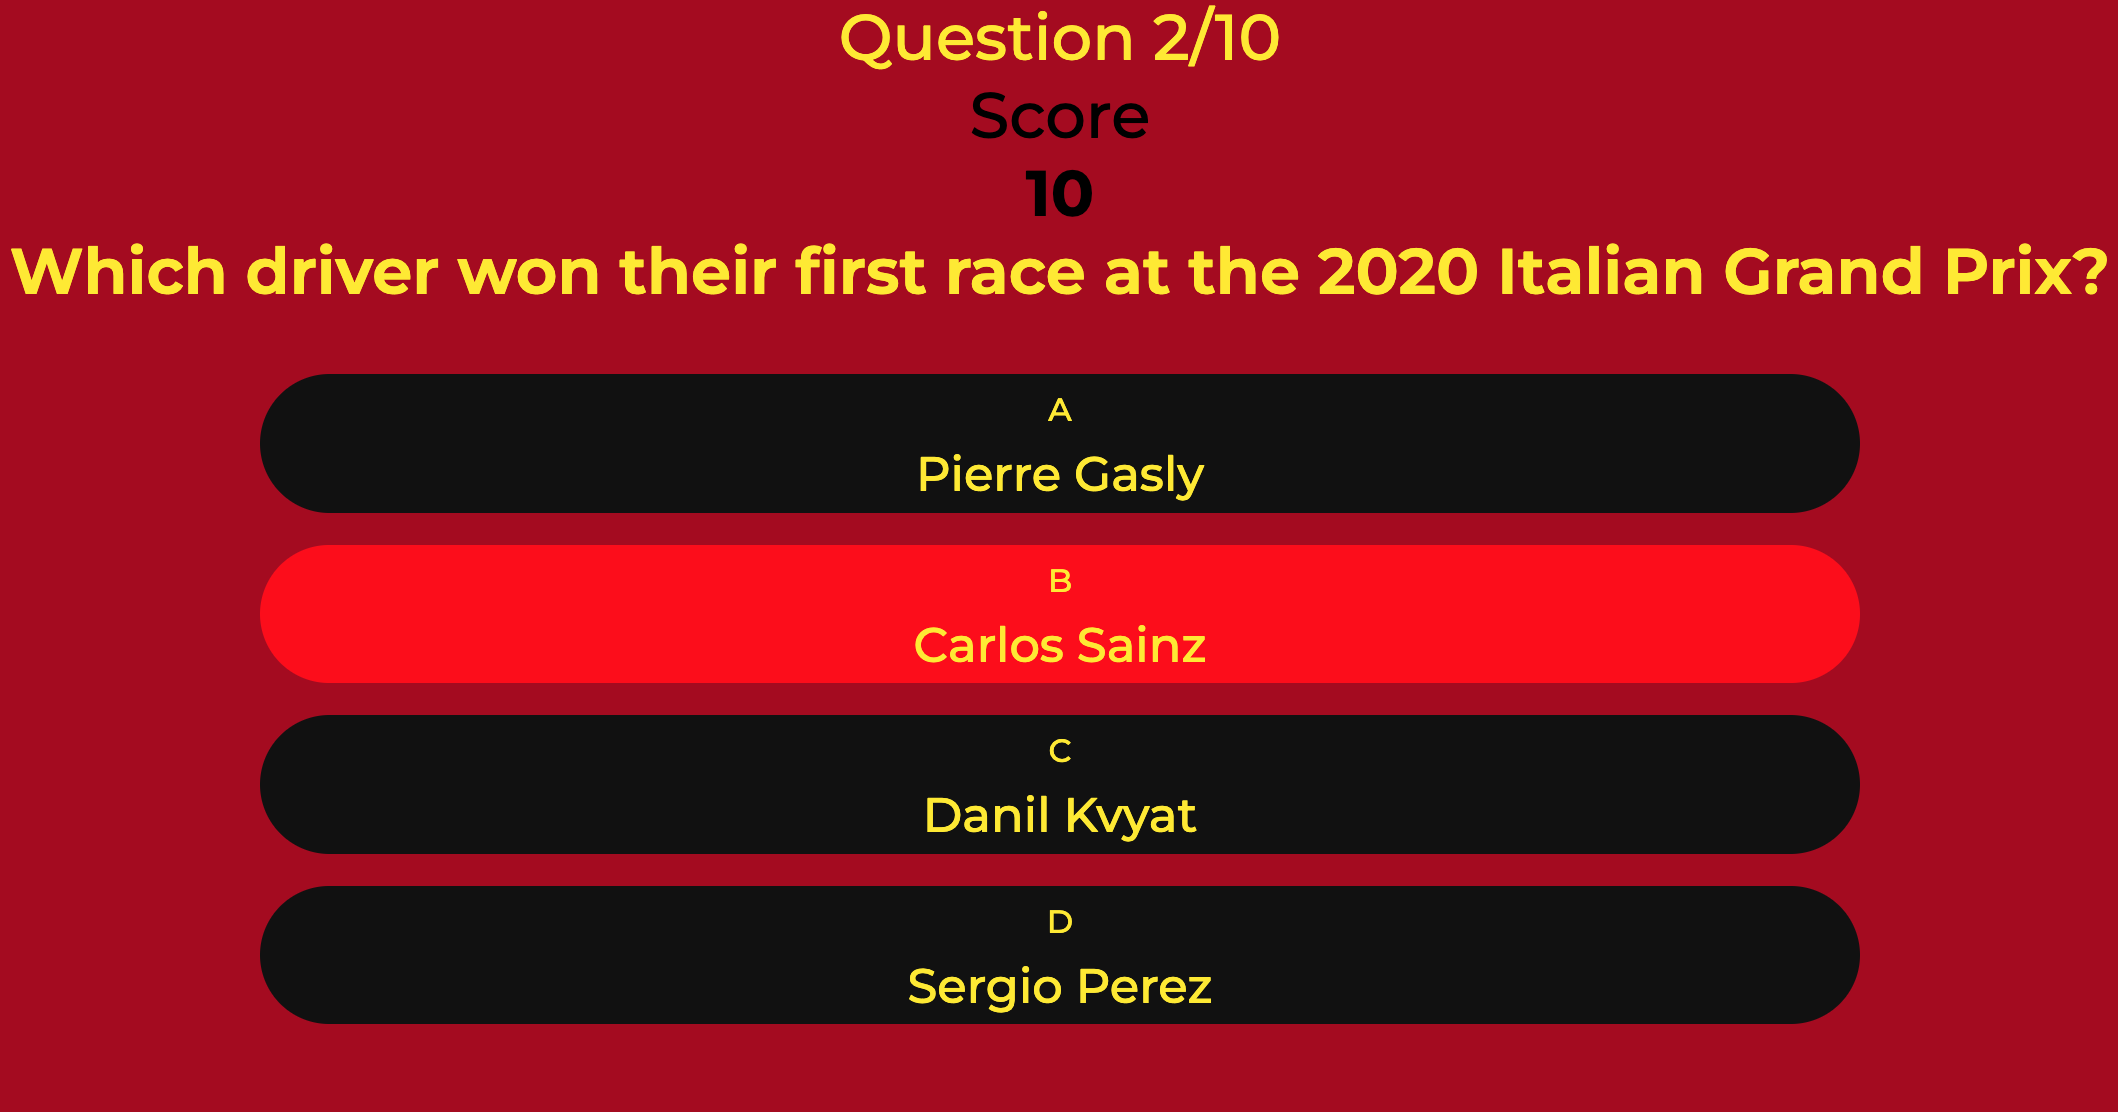 Question 2/10
Score
10
Which driver won their first race at the 2020 Italian Grand Prix?
A
Pierre Gasly
B
Carlos Sainz
C
Danil Kvyat
D
Sergio Perez